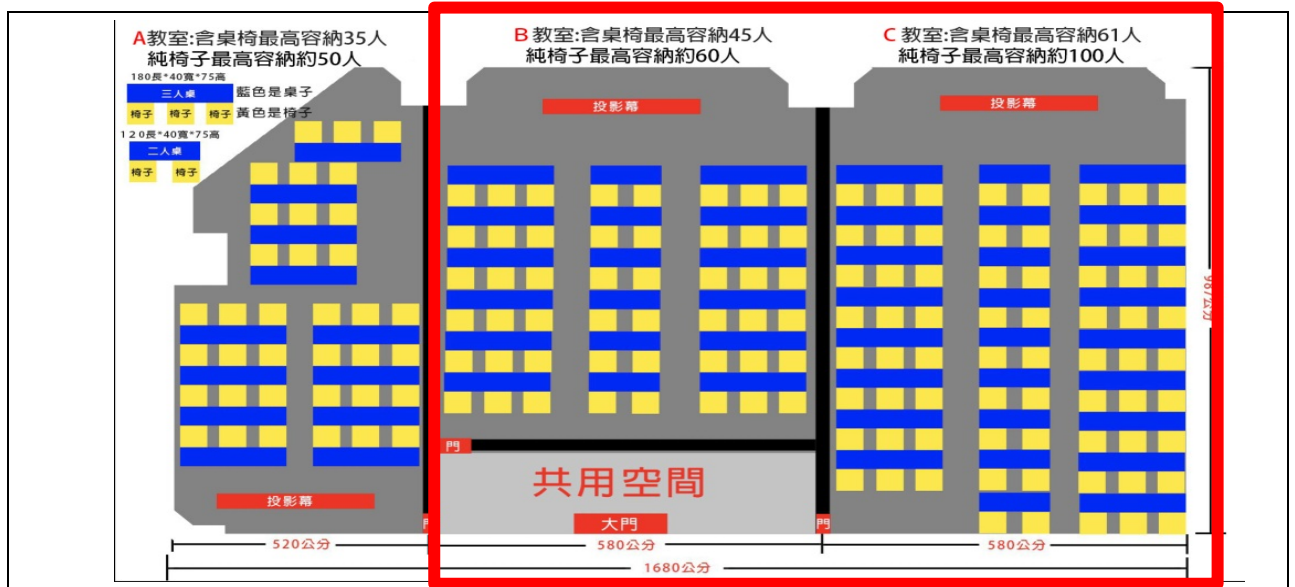 A教室:含桌椅最高容納35人
純椅子最高容納約50人
180長*40寬*75高
三人桌
藍色是桌子
椅子 椅子 椅子
黃色是椅子
120長*40寬*75高
二人桌
椅子 椅子
投影幕
B教室:含桌椅最高容納45人
純椅子最高容納約60人
投影幕
門
共用空間
大門
C教室:含桌椅最高容納61人
純椅子最高容納約100人
投影幕
門
門
987公分
520公分
580公分
580公分
1680公分